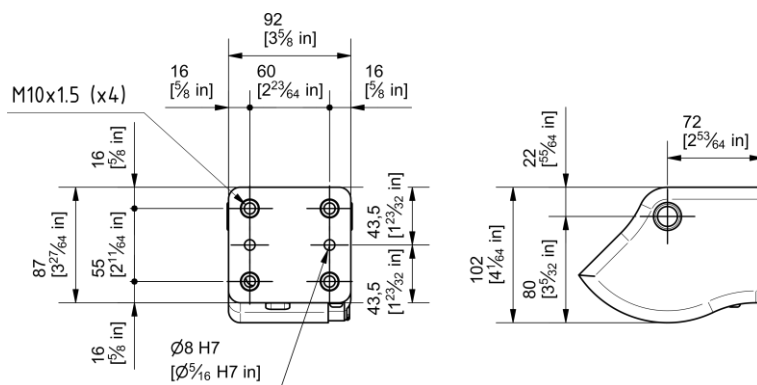 92
[3⅝ in]
16
[⅝ in]
60
[2²³⁄₆₄ in]
16
[⅝ in]
M10x1.5 (x4)
16
[⅝ in]
87
[3²⁷⁄₆₄ in]
55
[2¹¹⁄₆₄ in]
16
[⅝ in]
43,5
[1²³⁄₃₂ in]
43,5
[1²³⁄₃₂ in]
Ø8 H7
[Ø⁵⁄₁₆ H7 in]
72
[2⁵³⁄₆₄ in]
22
[⁵⁵⁄₆₄ in]
102
[4¹⁄₆₄ in]
80
[3⁵⁄₃₂ in]